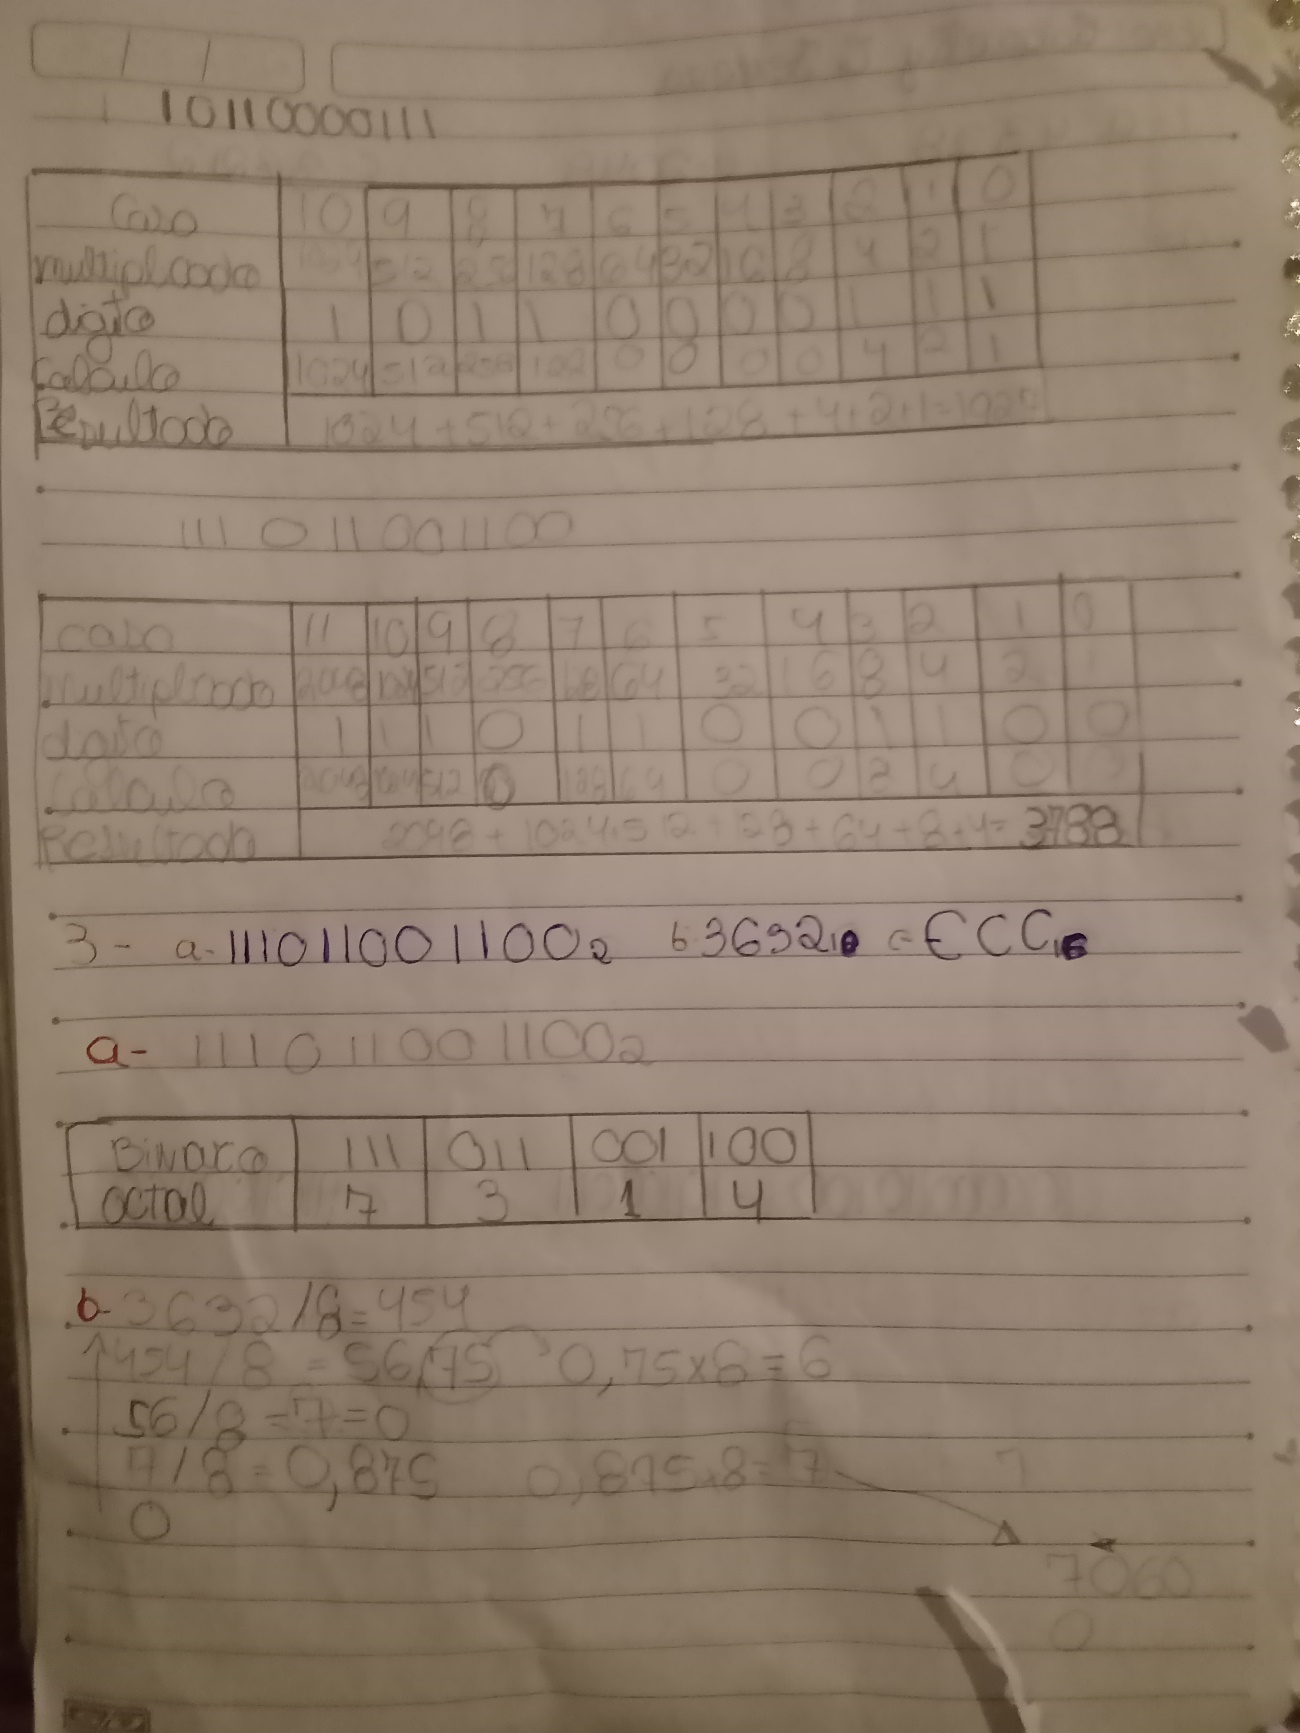 10110000111
Caso 10 9 8 7 6 5 4 3 2 1 0
multiplicado 1024 512 256 128 64 32 16 8 4 2 1
digito 1 0 1 1 0 0 0 0 1 1 1
Calculo 1024 512 256 128 0 0 0 0 4 2 1
Resultado 1024 + 512 + 256 + 128 + 4+2+1=
111011001100
caso 11 10 9 8 7 6 5 4 3 2 1 0
multiplicado 2048 1024 512 256 128 64 32 16 8 4 2 1
digito 1 1 1 0 1 1 0 0 1 1 0 0
Calculo 2048 1024 512 0 128 64 0 0 8 4 0 0
Resultado 2048 + 1024+512 + 128 + 64 + 8+4= 3788
3- a- 111011001100₂ b 3632₁₀ c- ECC₁₆
a- 111011001100₂
Binario 111 011 001 100
octal 7 3 1 4
b- 3632/8=454
454/8 = 56,75 0,75x8=6
56/8=7=0
7/8=0,875 0,875.8=7 7
0
7060
0